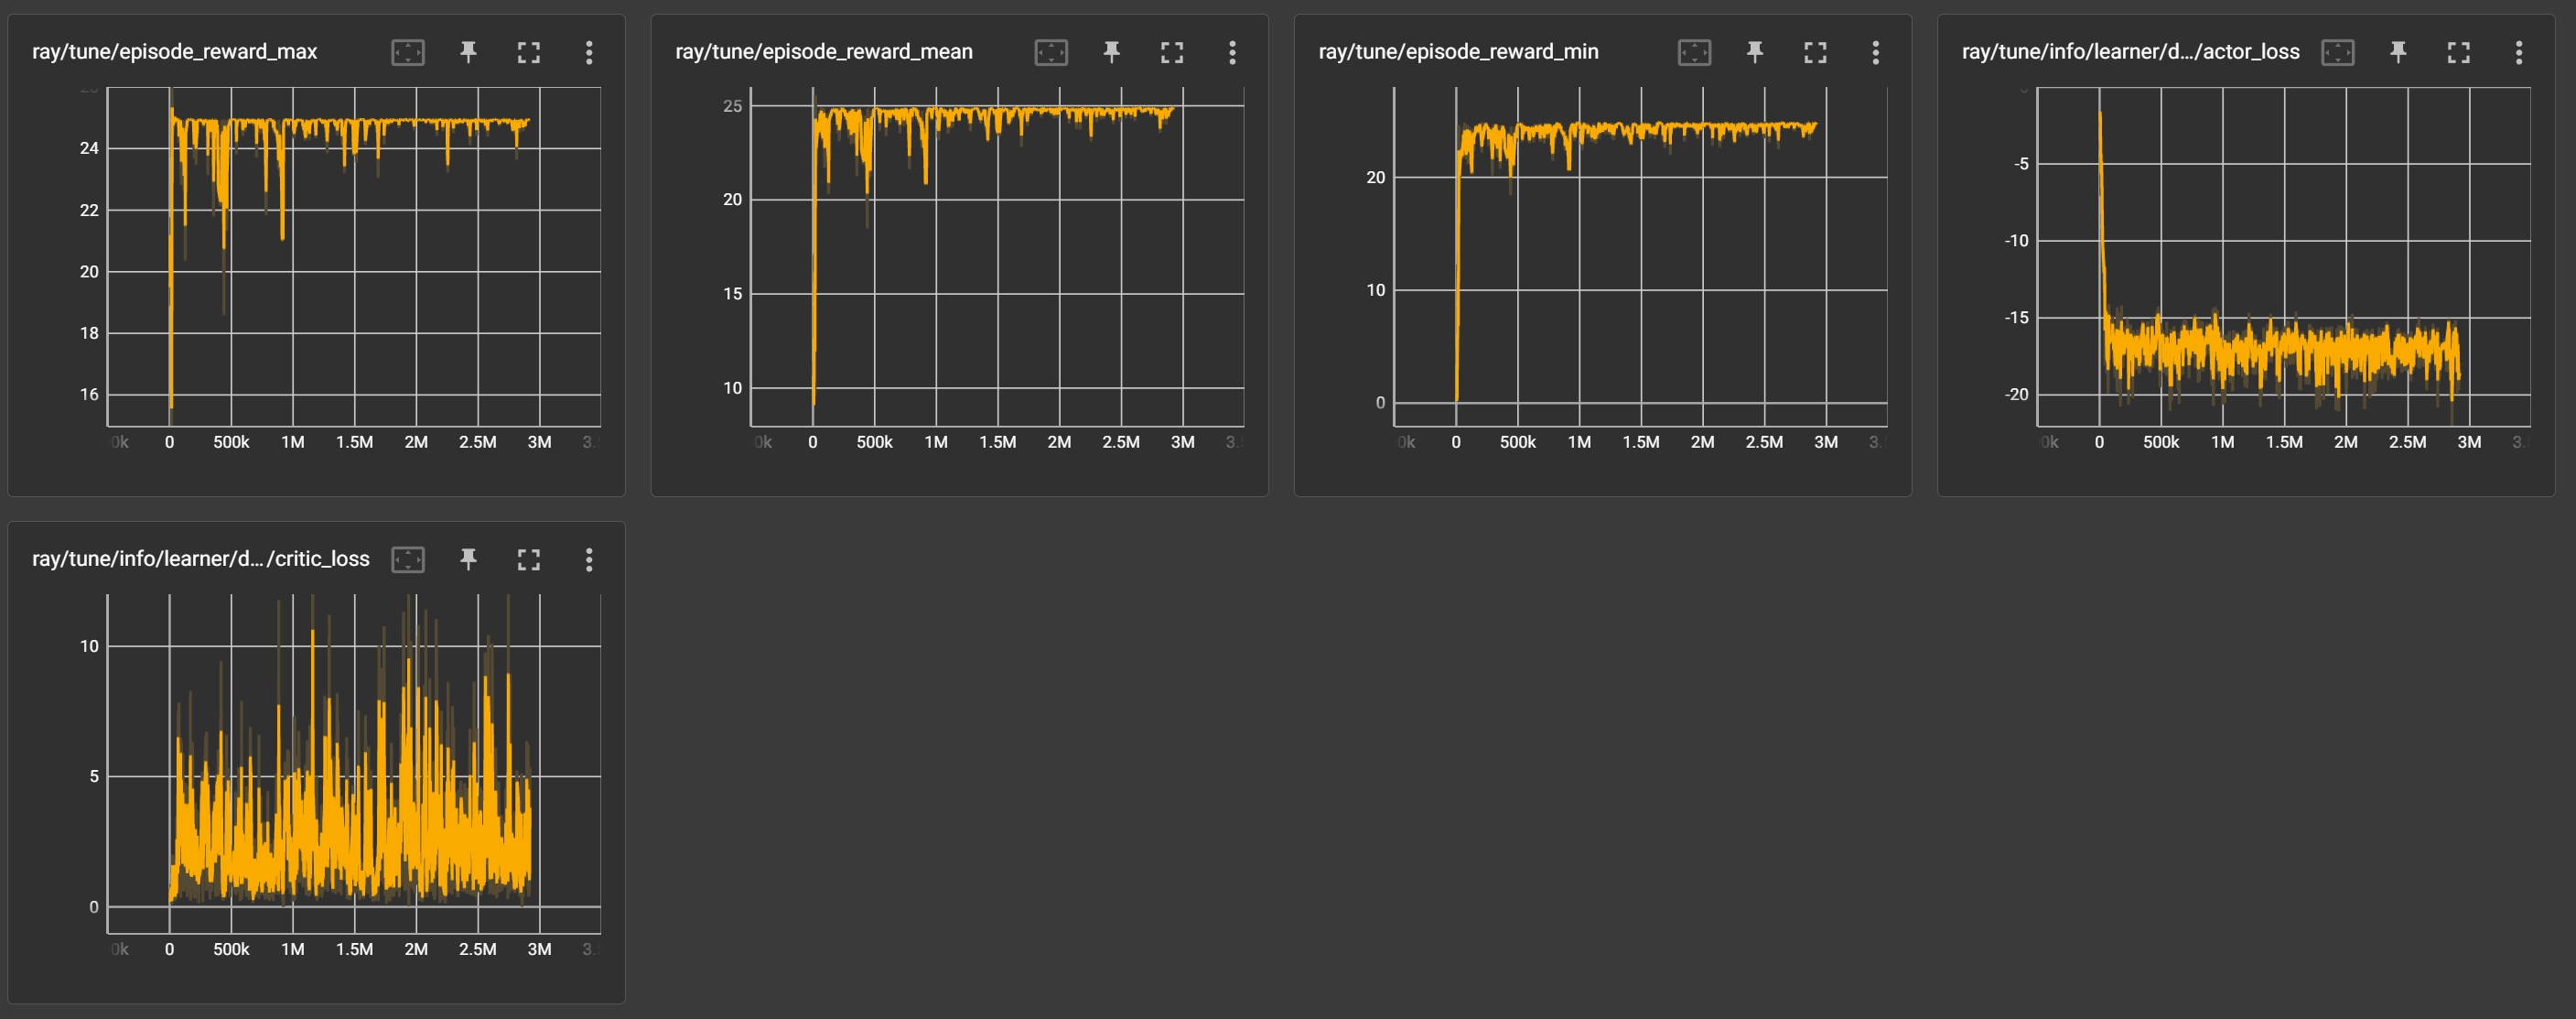 ray/tune/episode_reward_max
24
22
20
18
16
0k 0 500k 1M 1.5M 2M 2.5M 3M 3.
ray/tune/episode_reward_mean
25
20
15
10
0k 0 500k 1M 1.5M 2M 2.5M 3M 3.
ray/tune/episode_reward_min
20
10
0
0k 0 500k 1M 1.5M 2M 2.5M 3M 3.
ray/tune/info/learner/d…/actor_loss
-5
-10
-15
-20
0k 0 500k 1M 1.5M 2M 2.5M 3M 3.
ray/tune/info/learner/d…/critic_loss
10
5
0
0k 0 500k 1M 1.5M 2M 2.5M 3M 3.